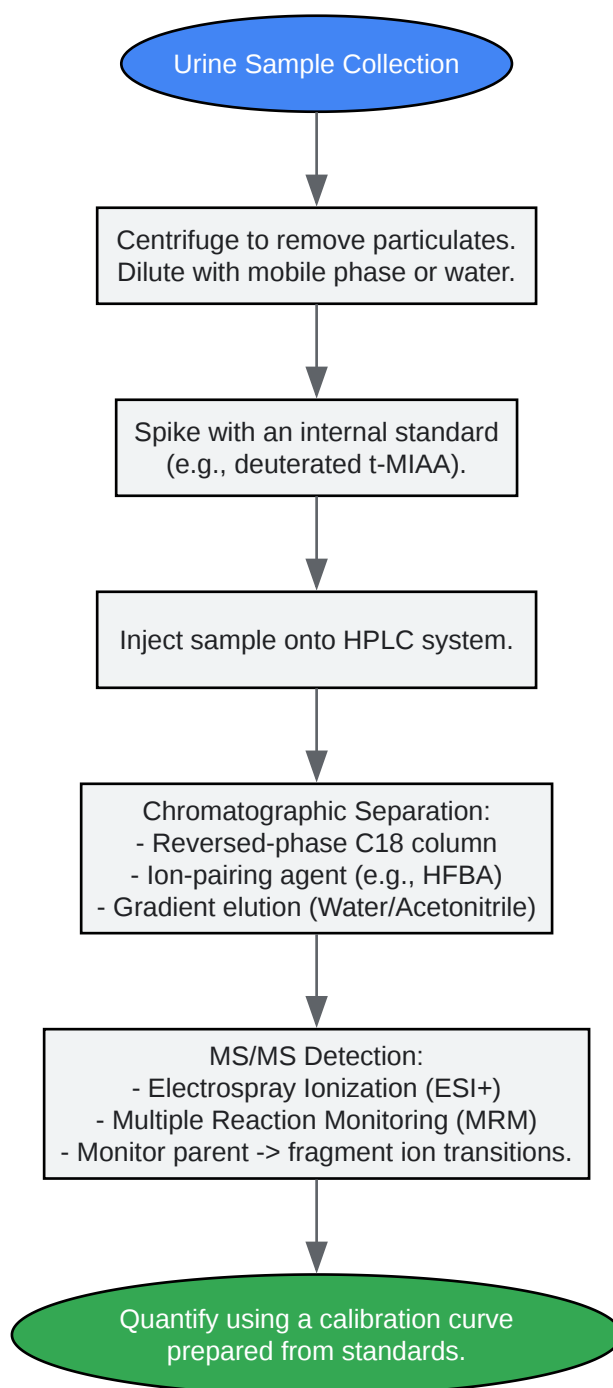 Urine Sample Collection
Centrifuge to remove particulates.
Dilute with mobile phase or water.
Spike with an internal standard
(e.g., deuterated t-MIAA).
Inject sample onto HPLC system.
Chromatographic Separation:
- Reversed-phase C18 column
- Ion-pairing agent (e.g., HFBA)
- Gradient elution (Water/Acetonitrile)
MS/MS Detection:
- Electrospray Ionization (ESI+)
- Multiple Reaction Monitoring (MRM)
- Monitor parent -> fragment ion transitions.
Quantify using a calibration curve
prepared from standards.